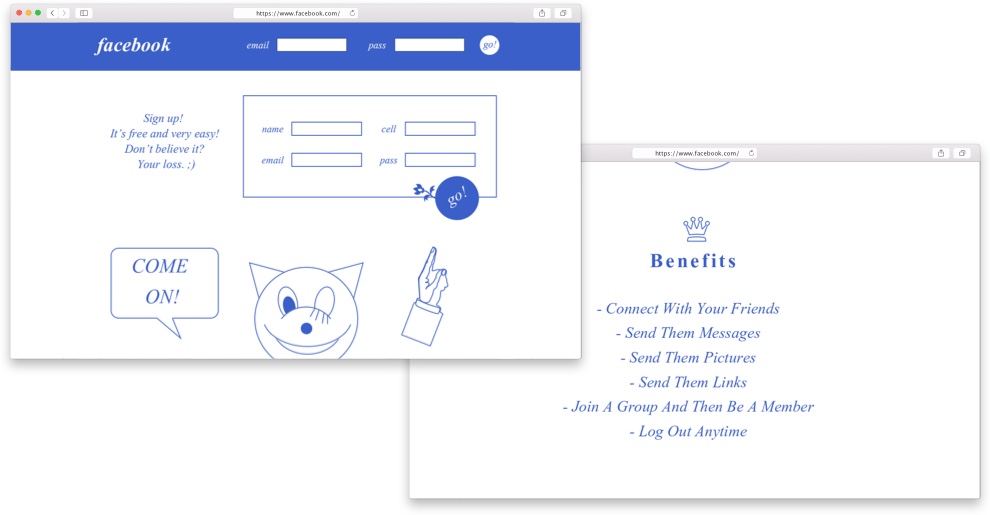 https://www.facebook.com/
facebook
email
pass
go!
Sign up!
It's free and very easy!
Don't believe it?
Your loss. ;)
name
cell
email
pass
go!
COME
ON!
https://www.facebook.com/
Benefits
- Connect With Your Friends
- Send Them Messages
- Send Them Pictures
- Send Them Links
- Join A Group And Then Be A Member
- Log Out Anytime